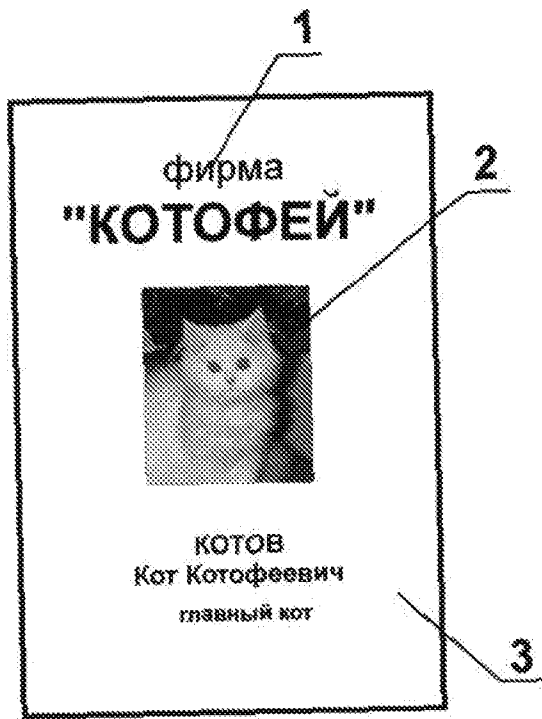 1
фирма
2
"КОТОФЕЙ"
КОТОВ
Кот Котофеевич
главный кот
3